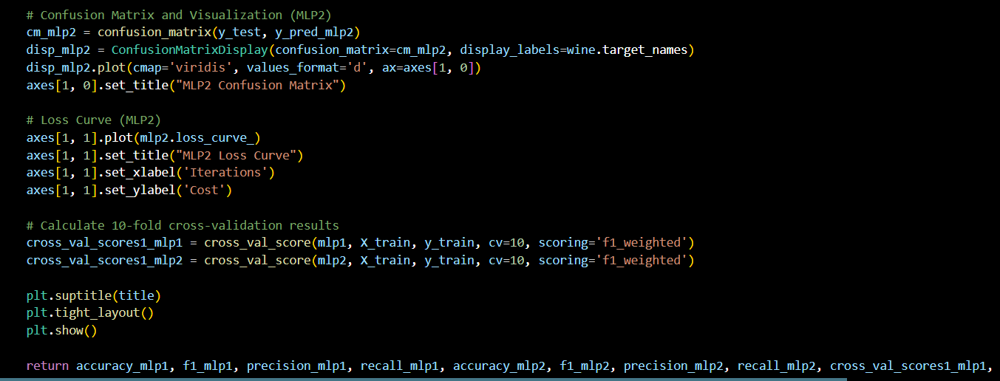 # Confusion Matrix and Visualization (MLP2)
cm_mlp2 = confusion_matrix(y_test, y_pred_mlp2)
disp_mlp2 = ConfusionMatrixDisplay(confusion_matrix=cm_mlp2, display_labels=wine.target_names)
disp_mlp2.plot(cmap='viridis', values_format='d', ax=axes[1, 0])
axes[1, 0].set_title("MLP2 Confusion Matrix")
# Loss Curve (MLP2)
axes[1, 1].plot(mlp2.loss_curve_)
axes[1, 1].set_title("MLP2 Loss Curve")
axes[1, 1].set_xlabel('Iterations')
axes[1, 1].set_ylabel('Cost')
# Calculate 10-fold cross-validation results
cross_val_scores1_mlp1 = cross_val_score(mlp1, X_train, y_train, cv=10, scoring='f1_weighted')
cross_val_scores1_mlp2 = cross_val_score(mlp2, X_train, y_train, cv=10, scoring='f1_weighted')
plt.suptitle(title)
plt.tight_layout()
plt.show()
return accuracy_mlp1, f1_mlp1, precision_mlp1, recall_mlp1, accuracy_mlp2, f1_mlp2, precision_mlp2, recall_mlp2, cross_val_scores1_mlp1,